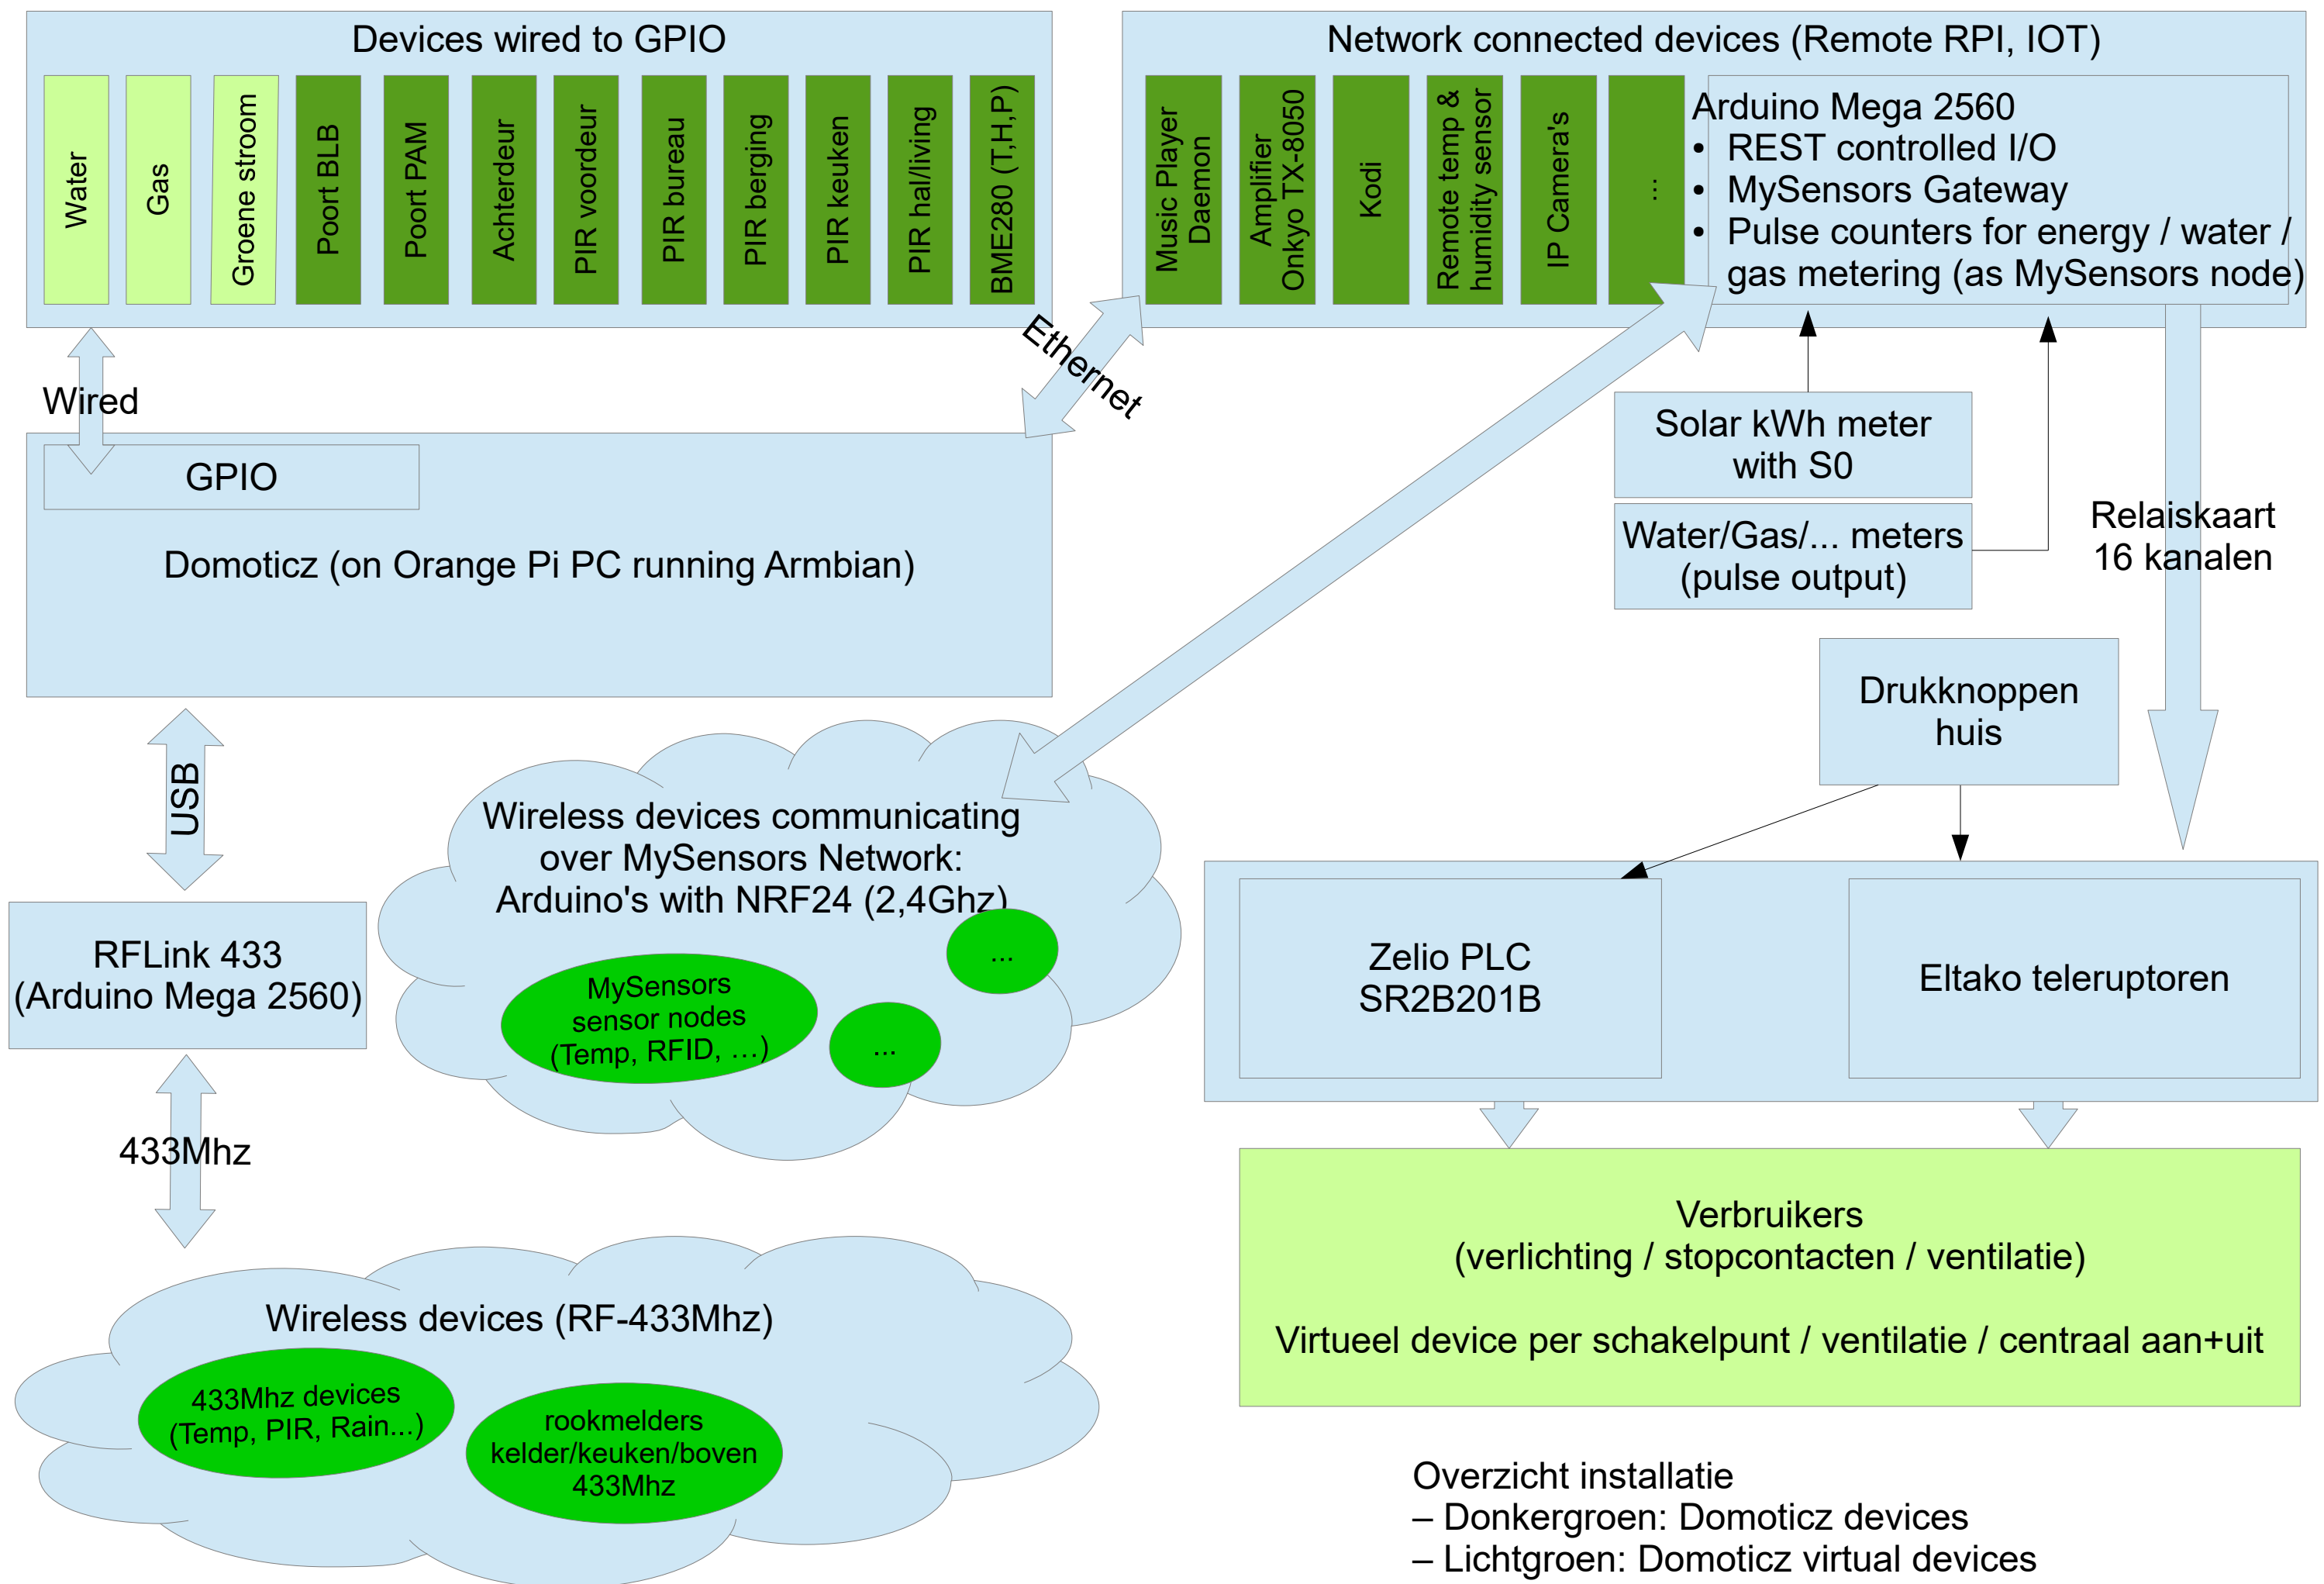 Devices wired to GPIO
Water
Gas
Groene stroom
Poort BLB
Poort PAM
Achterdeur
PIR voordeur
PIR bureau
PIR berging
PIR keuken
PIR hal/living
BME280 (T,H,P)
Network connected devices (Remote RPI, IOT)
Music Player
Daemon
Amplifier
Onkyo TX-8050
Kodi
Remote temp &
humidity sensor
IP Camera's
...
Arduino Mega 2560
• REST controlled I/O
• MySensors Gateway
• Pulse counters for energy / water /
gas metering (as MySensors node)
Wired
Ethernet
GPIO
Domoticz (on Orange Pi PC running Armbian)
Solar kWh meter
with S0
Water/Gas/... meters
(pulse output)
Relaiskaart
16 kanalen
Drukknoppen
huis
USB
Wireless devices communicating
over MySensors Network:
Arduino's with NRF24 (2,4Ghz)
...
MySensors
sensor nodes
(Temp, RFID, …)
...
RFLink 433
(Arduino Mega 2560)
Zelio PLC
SR2B201B
Eltako teleruptoren
433Mhz
Verbruikers
(verlichting / stopcontacten / ventilatie)
Virtueel device per schakelpunt / ventilatie / centraal aan+uit
Wireless devices (RF-433Mhz)
433Mhz devices
(Temp, PIR, Rain...)
rookmelders
kelder/keuken/boven
433Mhz
Overzicht installatie
– Donkergroen: Domoticz devices
– Lichtgroen: Domoticz virtual devices